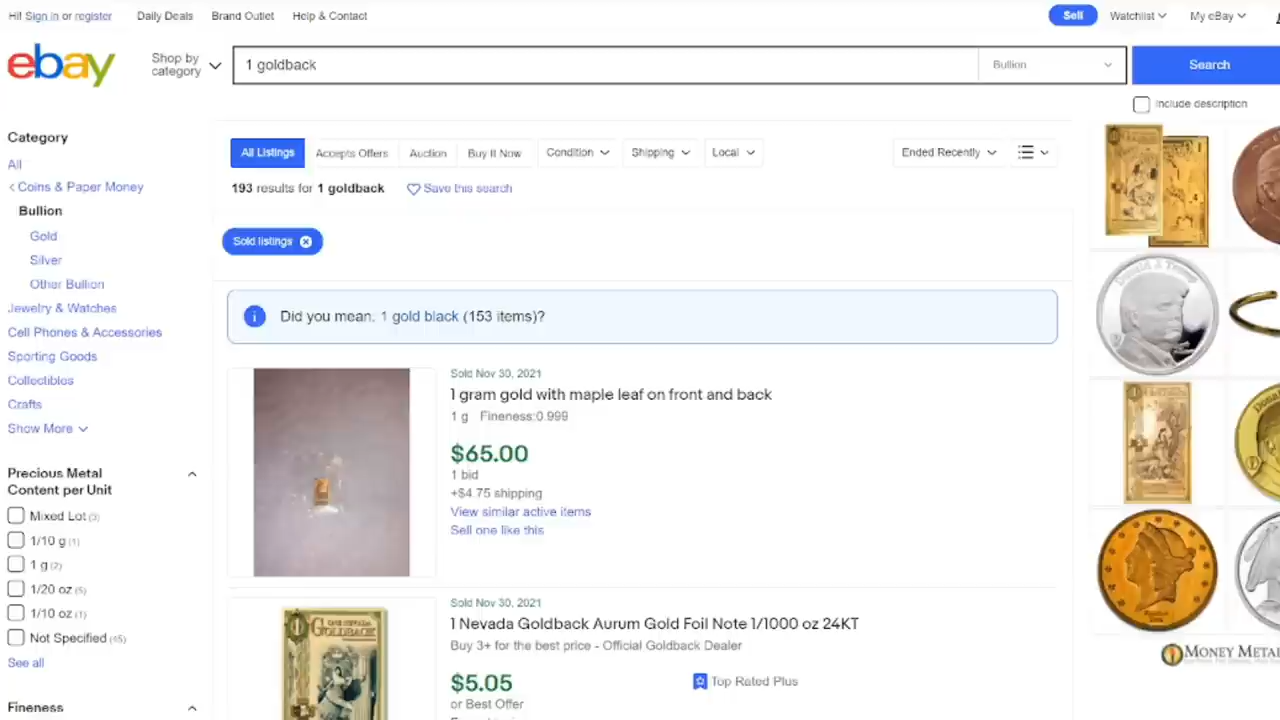 Hi! Sign in or register
Daily Deals
Brand Outlet
Help & Contact
Sell
Watchlist
My eBay
ebay
Shop by
category
1 goldback
Bullion
Search
Include description
Category
All
Coins & Paper Money
Bullion
Gold
Silver
Other Bullion
Jewelry & Watches
Cell Phones & Accessories
Sporting Goods
Collectibles
Crafts
Show More
Precious Metal
Content per Unit
Mixed Lot (3)
1/10 g (1)
1 g (2)
1/20 oz (5)
1/10 oz (1)
Not Specified
See all
Fineness
All Listings
Accepts Offers
Auction
Buy It Now
Condition
Shipping
Local
Ended Recently
193 results for 1 goldback
Save this search
Sold listings
Did you mean. 1 gold black (153 items)?
Sold Nov 30, 2021
1 gram gold with maple leaf on front and back
1 g Fineness:0.999
$65.00
1 bid
+$4.75 shipping
View similar active items
Sell one like this
Sold Nov 30, 2021
1 Nevada Goldback Aurum Gold Foil Note 1/1000 oz 24KT
Buy 3+ for the best price - Official Goldback Dealer
$5.05
or Best Offer
Top Rated Plus
GOLDBACK
MONEY METAL